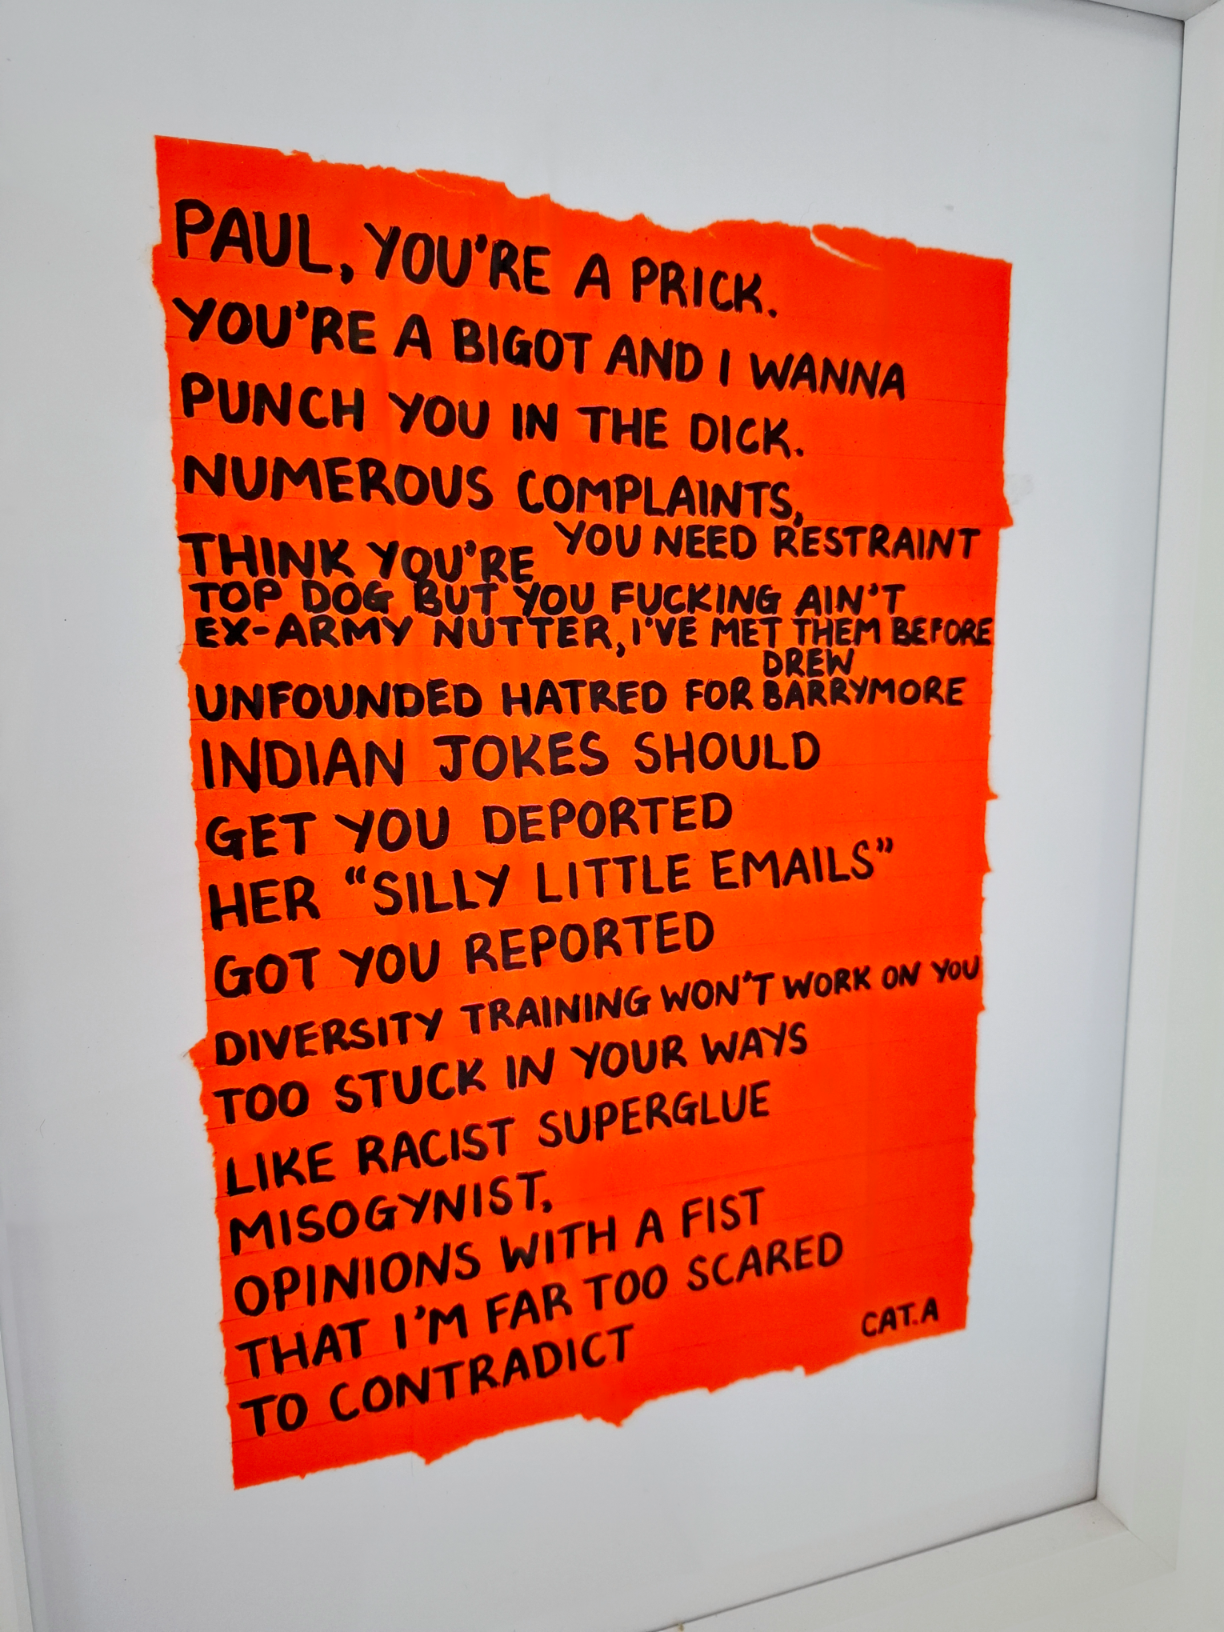 PAUL, YOU'RE A PRICK.
YOU'RE A BIGOT AND I WANNA
PUNCH YOU IN THE DICK.
NUMEROUS COMPLAINTS,
YOU NEED RESTRAINT
THINK YOU'RE
TOP DOG BUT YOU FUCKING AIN'T
EX-ARMY NUTTER, I'VE MET THEM BEFORE
UNFOUNDED HATRED FOR DREW
BARRYMORE
INDIAN JOKES SHOULD
GET YOU DEPORTED
HER "SILLY LITTLE EMAILS"
GOT YOU REPORTED
DIVERSITY TRAINING WON'T WORK ON YOU
TOO STUCK IN YOUR WAYS
LIKE RACIST SUPERGLUE
MISOGYNIST,
OPINIONS WITH A FIST
THAT I'M FAR TOO SCARED
TO CONTRADICT
CAT.A